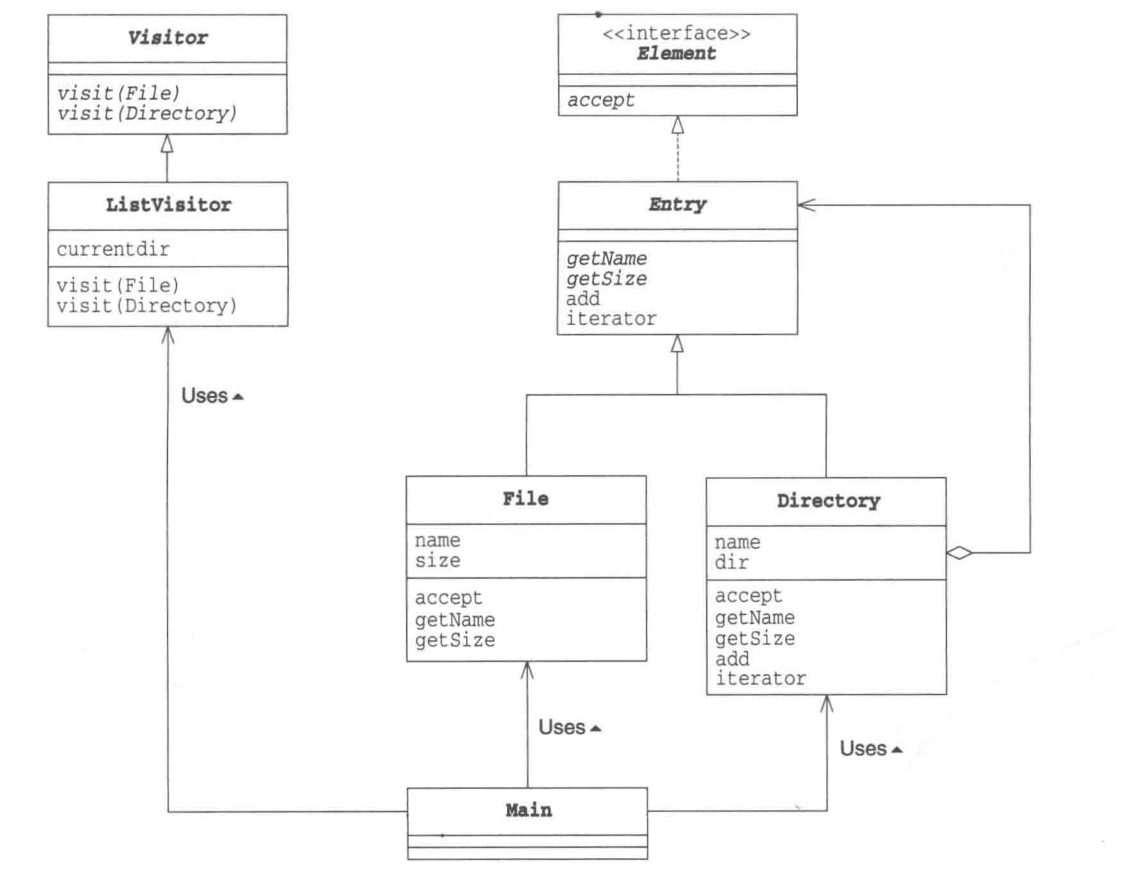 Visitor
visit(File)
visit(Directory)
ListVisitor
currentdir
visit(File)
visit(Directory)
Uses
<<interface>>
Element
accept
Entry
getName
getSize
add
iterator
File
name
size
accept
getName
getSize
Uses
Directory
name
dir
accept
getName
getSize
add
iterator
Uses
Main